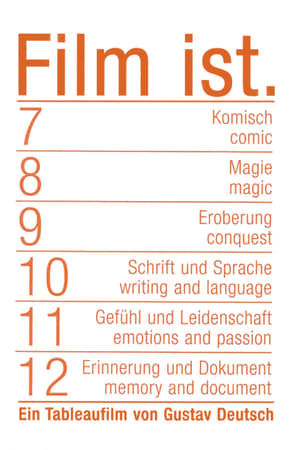 Film ist.
7 Komisch
comic
8 Magie
magic
9 Eroberung
conquest
10 Schrift und Sprache
writing and language
11 Gefühl und Leidenschaft
emotions and passion
12 Erinnerung und Dokument
memory and document
Ein Tableaufilm von Gustav Deutsch